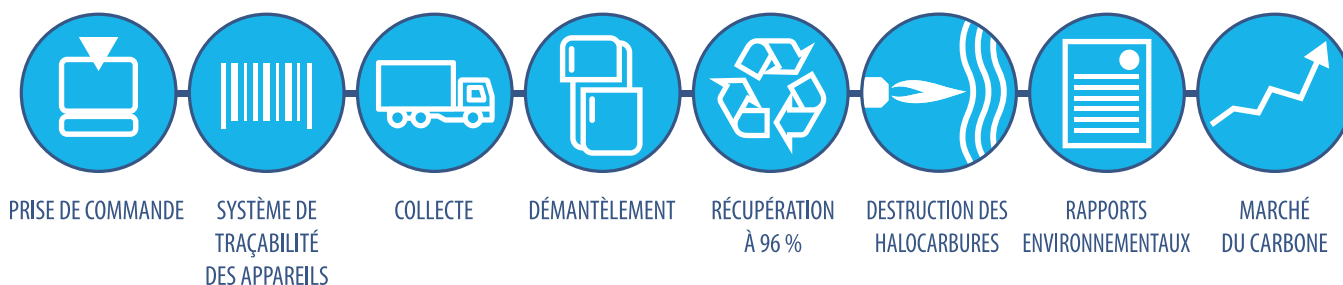 PRISE DE COMMANDE
SYSTÈME DE
TRAÇABILITÉ
DES APPAREILS
COLLECTE
DÉMANTÈLEMENT
RÉCUPÉRATION
À 96 %
DESTRUCTION DES
HALOCARBURES
RAPPORTS
ENVIRONNEMENTAUX
MARCHÉ
DU CARBONE